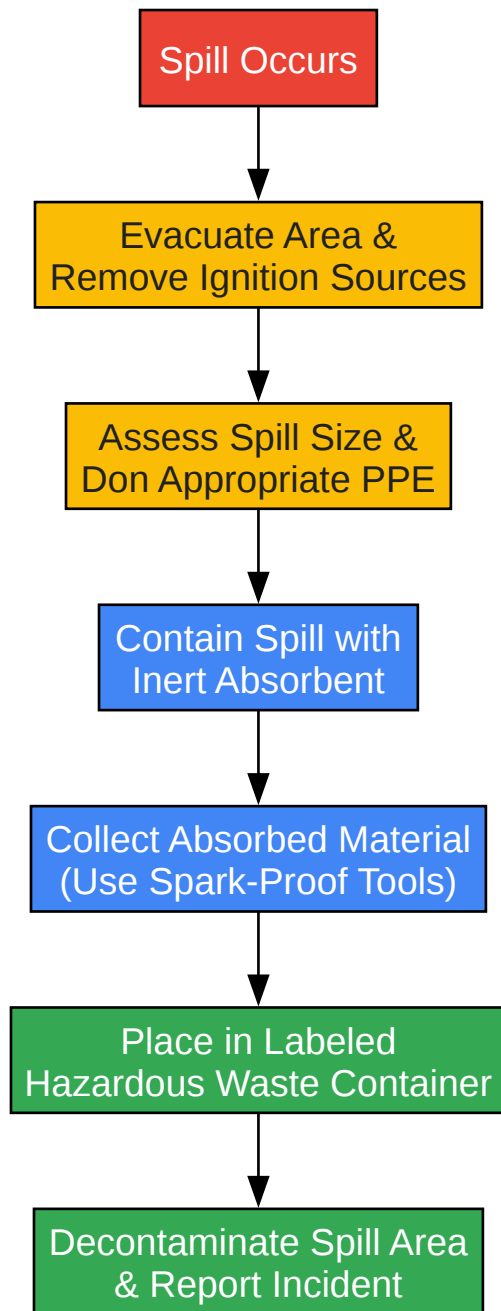 Spill Occurs
Evacuate Area &
Remove Ignition Sources
Assess Spill Size &
Don Appropriate PPE
Contain Spill with
Inert Absorbent
Collect Absorbed Material
(Use Spark-Proof Tools)
Place in Labeled
Hazardous Waste Container
Decontaminate Spill Area
& Report Incident